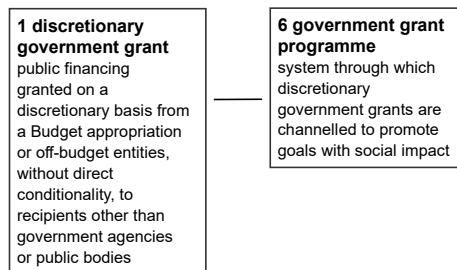 1 discretionary
government grant
public financing
granted on a
discretionary basis from
a Budget appropriation
or off-budget entities,
without direct
conditionality, to
recipients other than
government agencies
or public bodies
6 government grant
programme
system through which
discretionary
government grants are
channelled to promote
goals with social impact